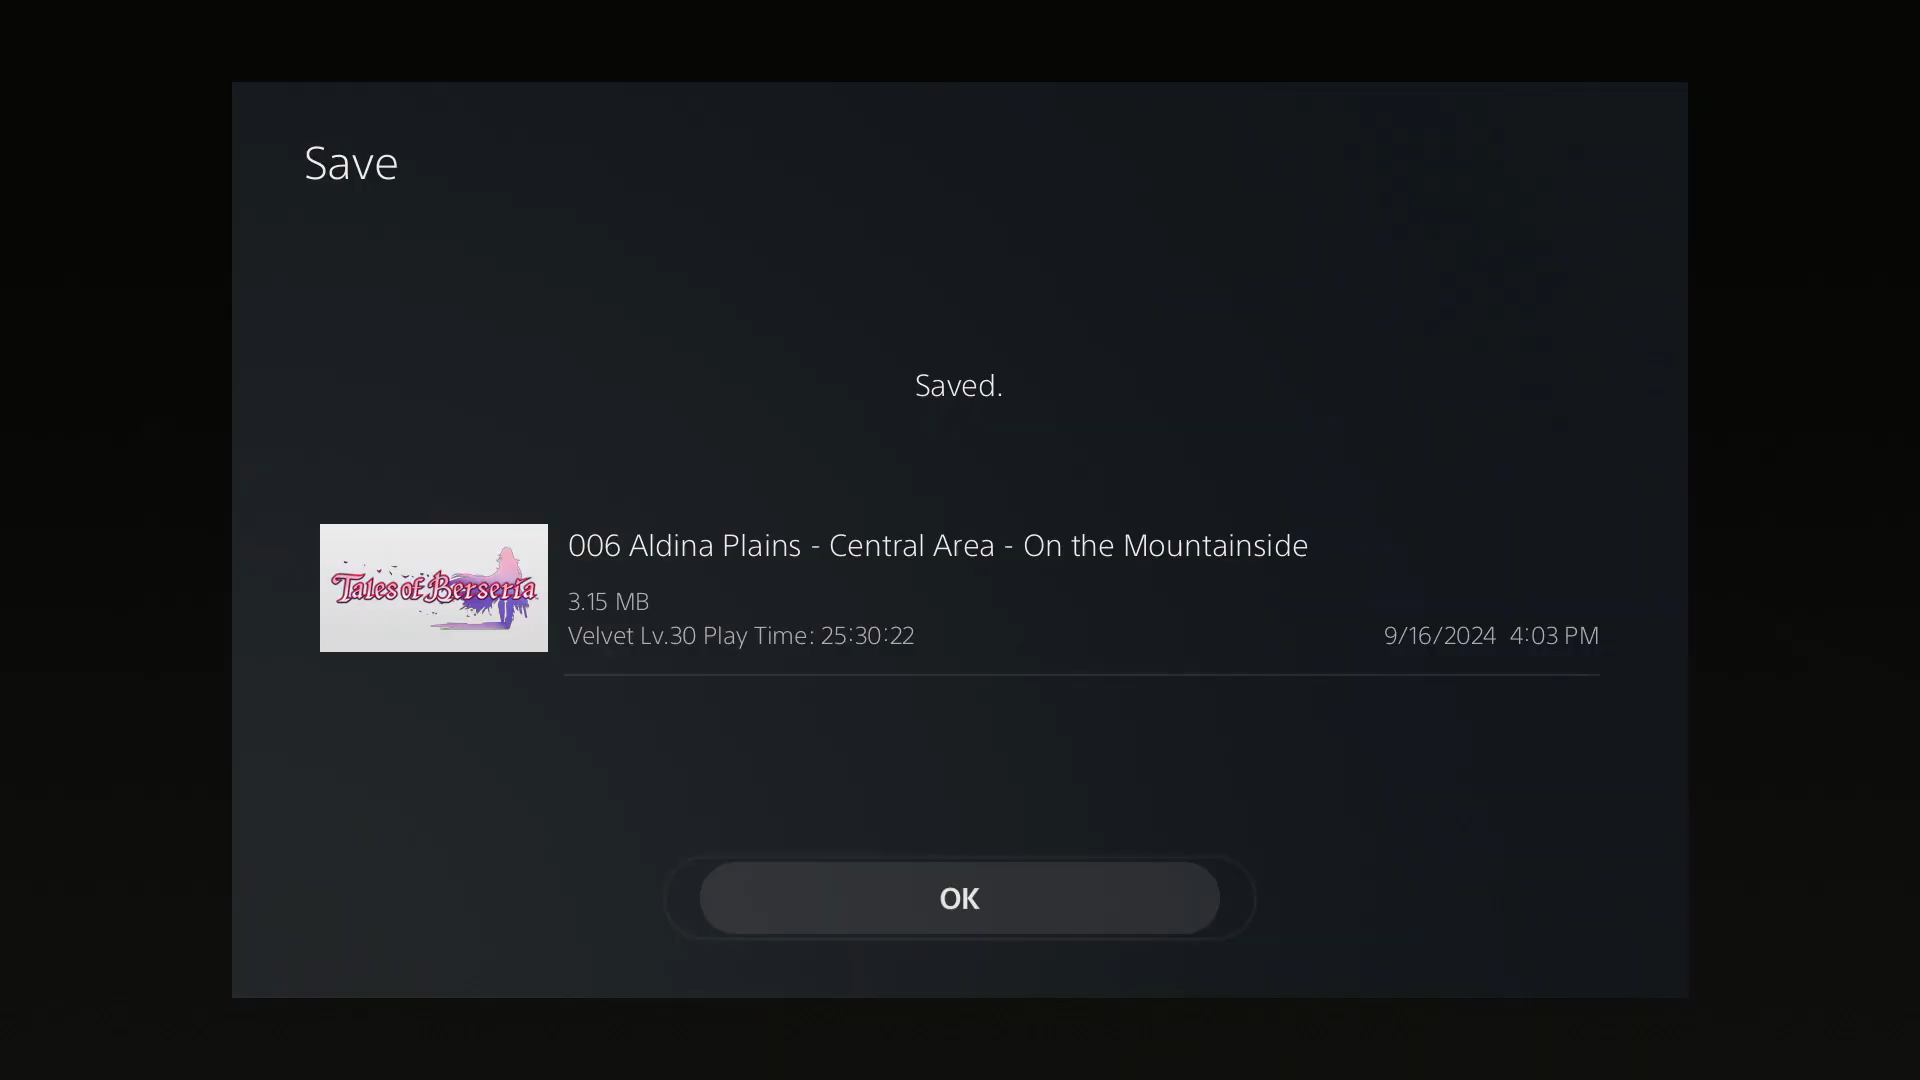 Save
Saved.
Tales of Berseria
006 Aldina Plains - Central Area - On the Mountainside
3.15 MB
Velvet Lv.30 Play Time: 25:30:22
9/16/2024 4:03 PM
OK